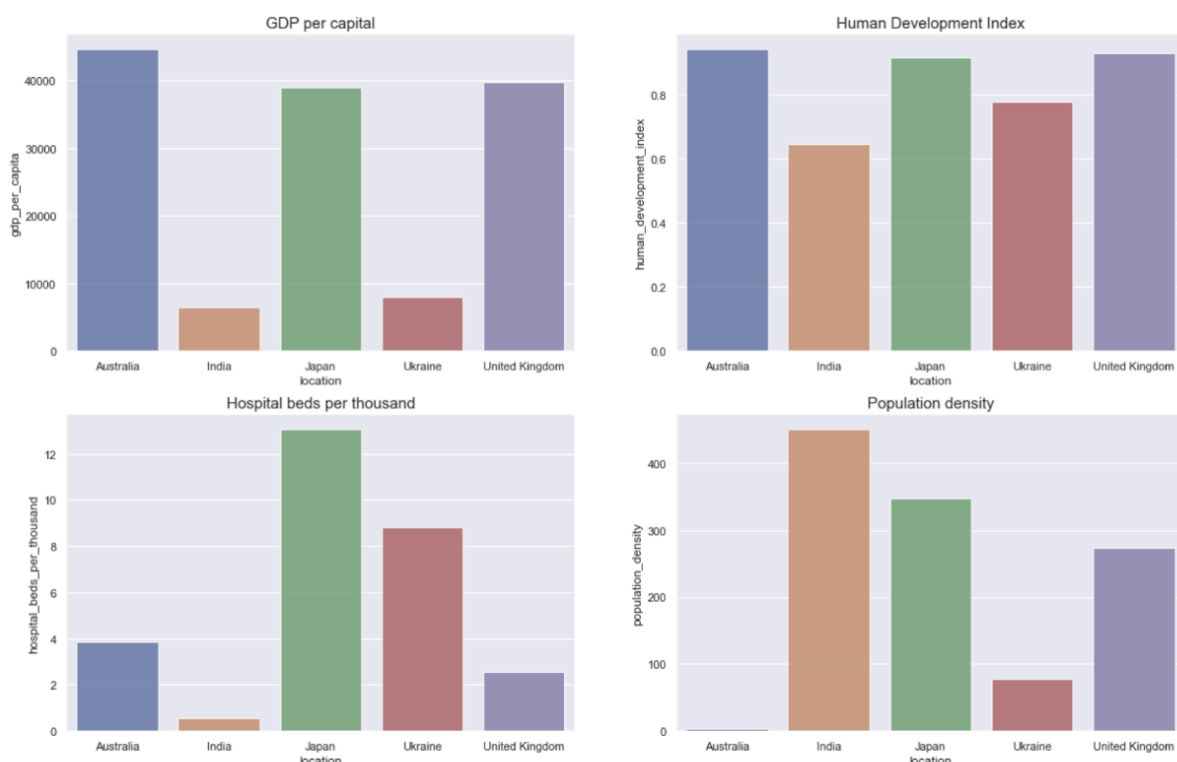 GDP per capital
gdp_per_capita
40000
30000
20000
10000
0
Australia India Japan Ukraine United Kingdom
location
Human Development Index
human_development_index
0.8
0.6
0.4
0.2
0.0
Australia India Japan Ukraine United Kingdom
location
Hospital beds per thousand
hospital_beds_per_thousand
12
10
8
6
4
2
0
Australia India Japan Ukraine United Kingdom
location
Population density
population_density
400
300
200
100
0
Australia India Japan Ukraine United Kingdom
location